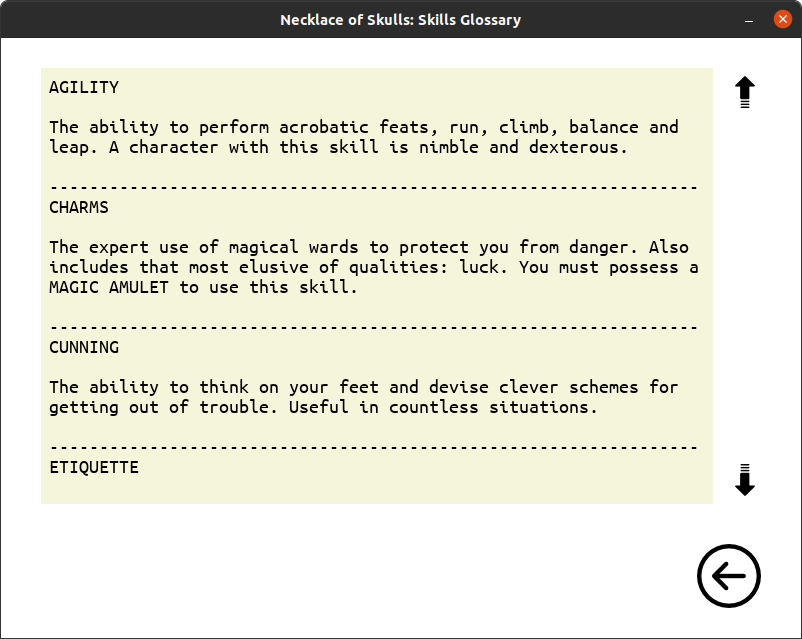 Necklace of Skulls: Skills Glossary
AGILITY
The ability to perform acrobatic feats, run, climb, balance and
leap. A character with this skill is nimble and dexterous.
-----------------------------------------------------------------
CHARMS
The expert use of magical wards to protect you from danger. Also
includes that most elusive of qualities: luck. You must possess a
MAGIC AMULET to use this skill.
-----------------------------------------------------------------
CUNNING
The ability to think on your feet and devise clever schemes for
getting out of trouble. Useful in countless situations.
-----------------------------------------------------------------
ETIQUETTE